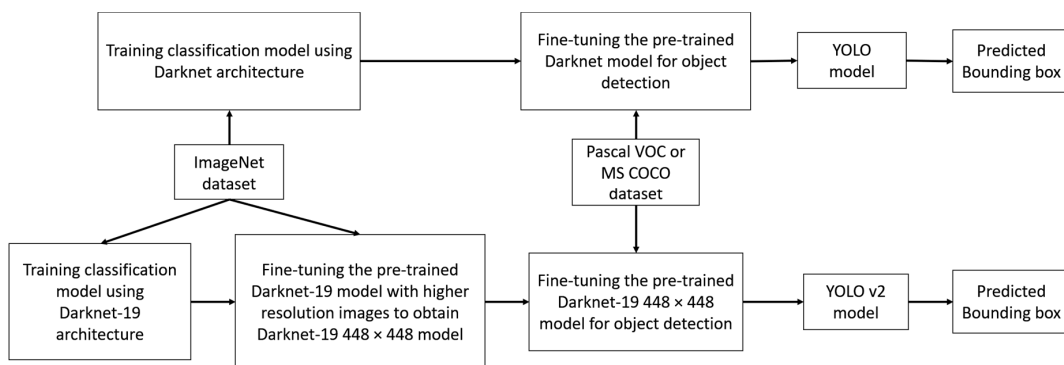 Training classification model using
Darknet architecture
Fine-tuning the pre-trained
Darknet model for object
detection
YOLO
model
Predicted
Bounding box
ImageNet
dataset
Pascal VOC or
MS COCO
dataset
Training classification
model using
Darknet-19
architecture
Fine-tuning the pre-trained
Darknet-19 model with higher
resolution images to obtain
Darknet-19 448 × 448 model
Fine-tuning the pre-trained
Darknet-19 448 × 448
model for object detection
YOLO v2
model
Predicted
Bounding box